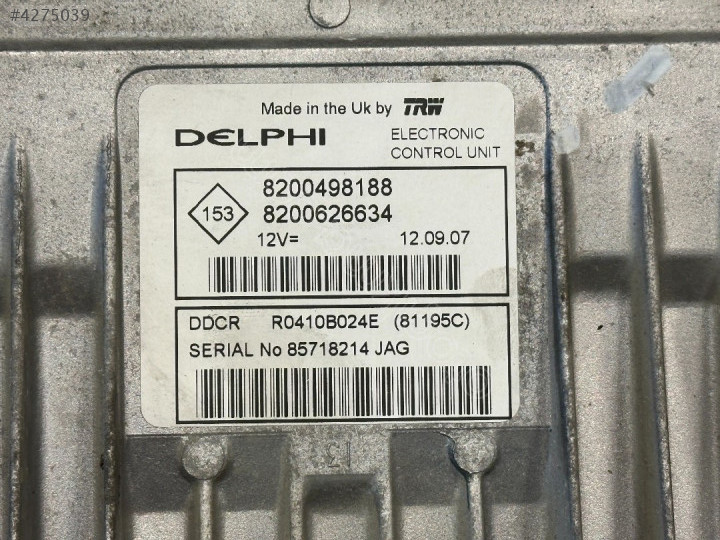 #4275039
Made in the Uk by TRW
DELPHI
ELECTRONIC
CONTROL UNIT
153
8200498188
8200626634
12V= 12.09.07
DDCR R0410B024E (81195C)
SERIAL No 85718214 JAG